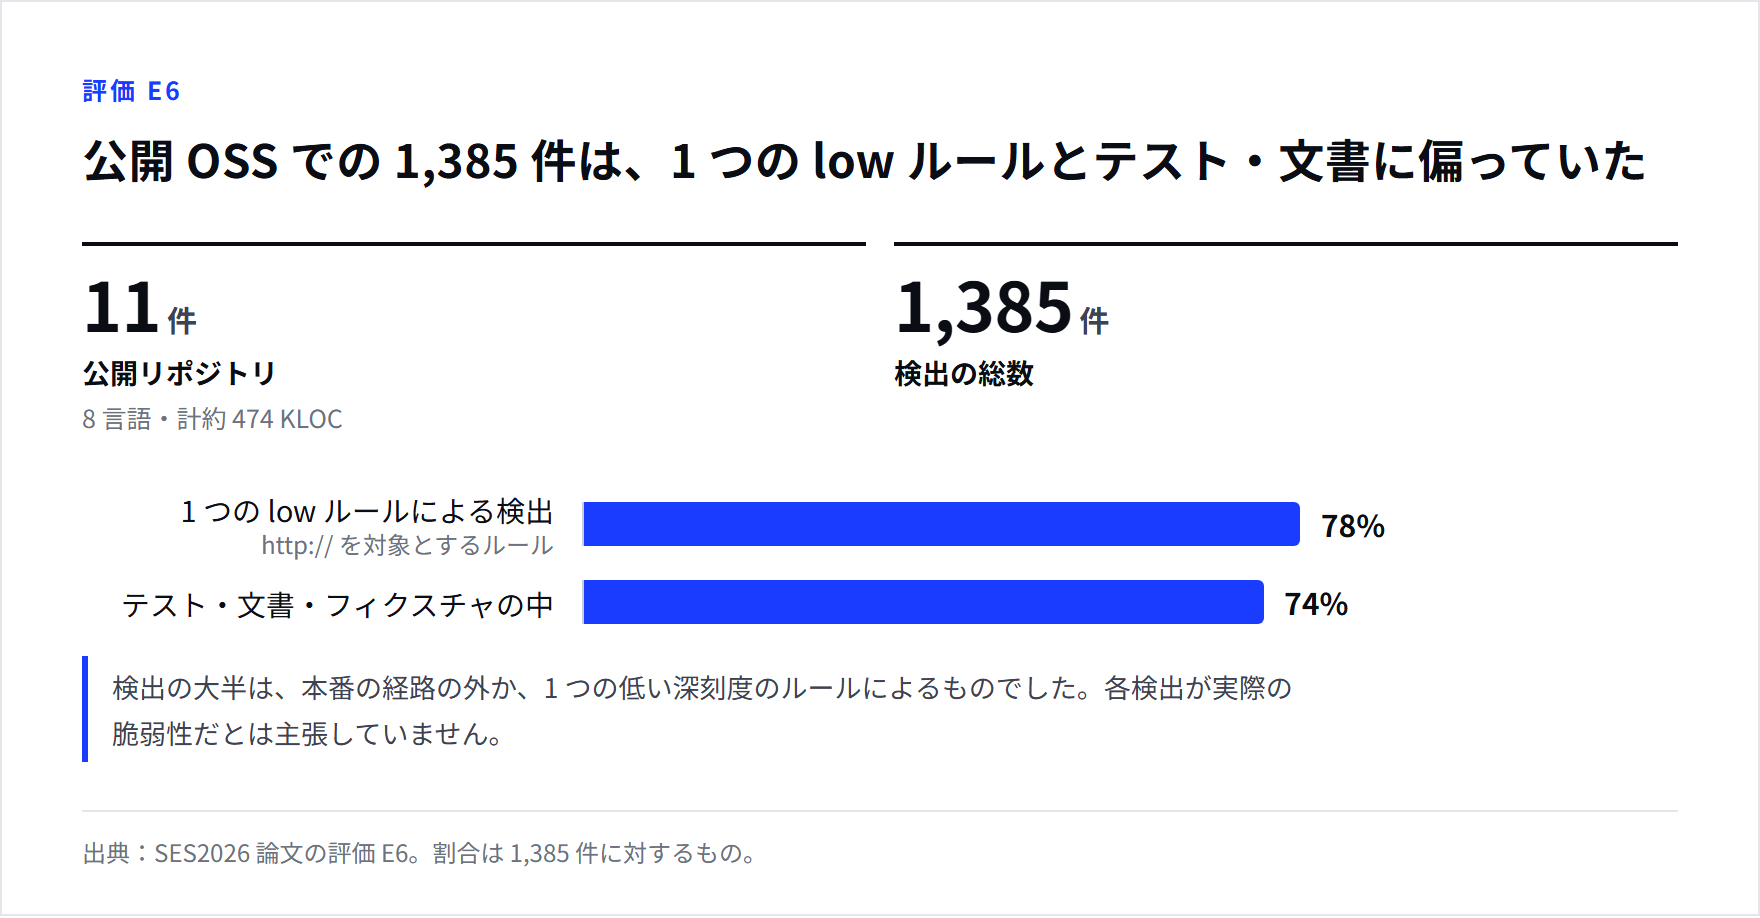 評価 E6
公開 OSS での 1,385 件は、1 つの low ルールとテスト・文書に偏っていた
11 件
公開リポジトリ
8 言語・計約 474 KLOC
1,385 件
検出の総数
1 つの low ルールによる検出
http:// を対象とするルール
78%
テスト・文書・フィクスチャの中
74%
検出の大半は、本番の経路の外か、1 つの低い深刻度のルールによるものでした。各検出が実際の
脆弱性だとは主張していません。
出典：SES2026 論文の評価 E6。割合は 1,385 件に対するもの。